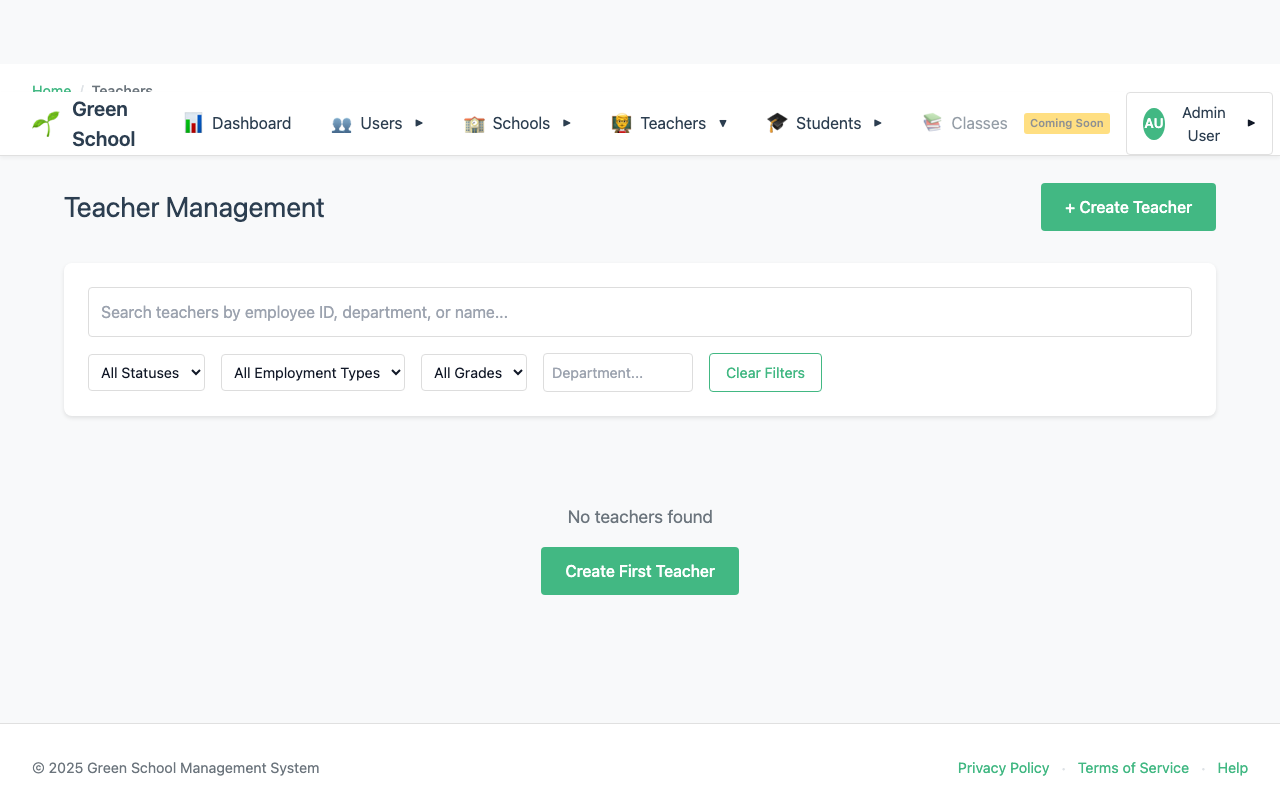 Home / Teachers
Green School
Dashboard
Users
Schools
Teachers
Students
Classes
Coming Soon
AU
Admin User
Teacher Management
+ Create Teacher
Search teachers by employee ID, department, or name...
All Statuses
All Employment Types
All Grades
Department...
Clear Filters
No teachers found
Create First Teacher
© 2025 Green School Management System
Privacy Policy · Terms of Service · Help